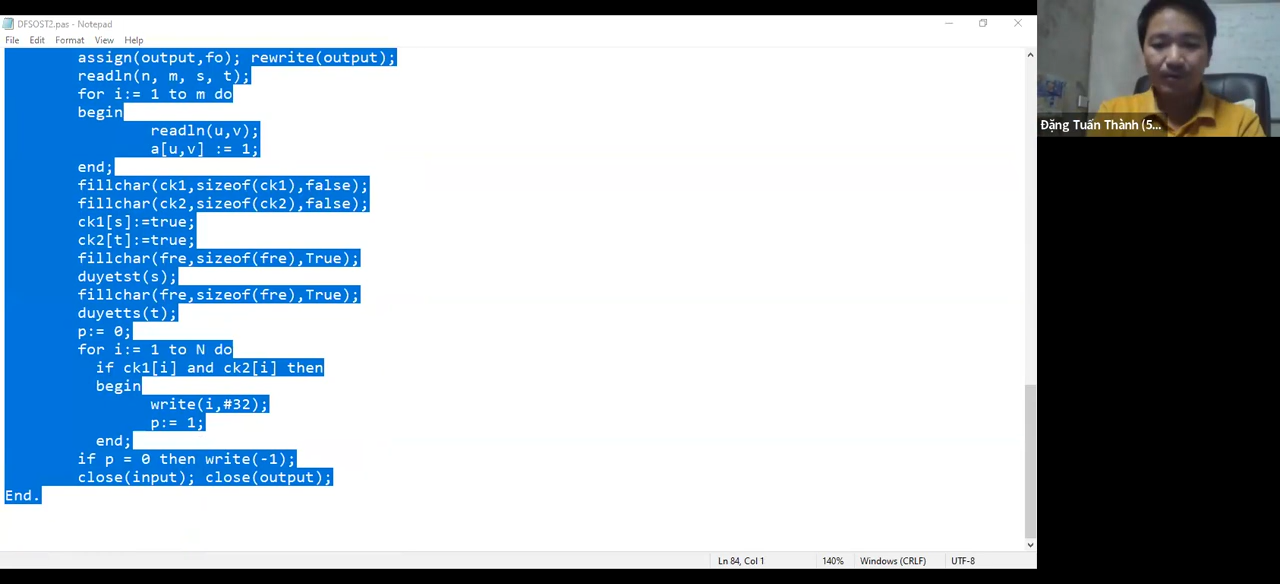 DFSOST2.pas - Notepad
File Edit Format View Help
assign(output,fo); rewrite(output);
readln(n, m, s, t);
for i:= 1 to m do
begin
readln(u,v);
a[u,v] := 1;
end;
fillchar(ck1,sizeof(ck1),false);
fillchar(ck2,sizeof(ck2),false);
ck1[s]:=true;
ck2[t]:=true;
fillchar(fre,sizeof(fre),True);
duyetst(s);
fillchar(fre,sizeof(fre),True);
duyetts(t);
p:= 0;
for i:= 1 to N do
if ck1[i] and ck2[i] then
begin
write(i,#32);
p:= 1;
end;
if p = 0 then write(-1);
close(input); close(output);
End.
Đặng Tuấn Thành (5...
Ln 84, Col 1 140% Windows (CRLF) UTF-8